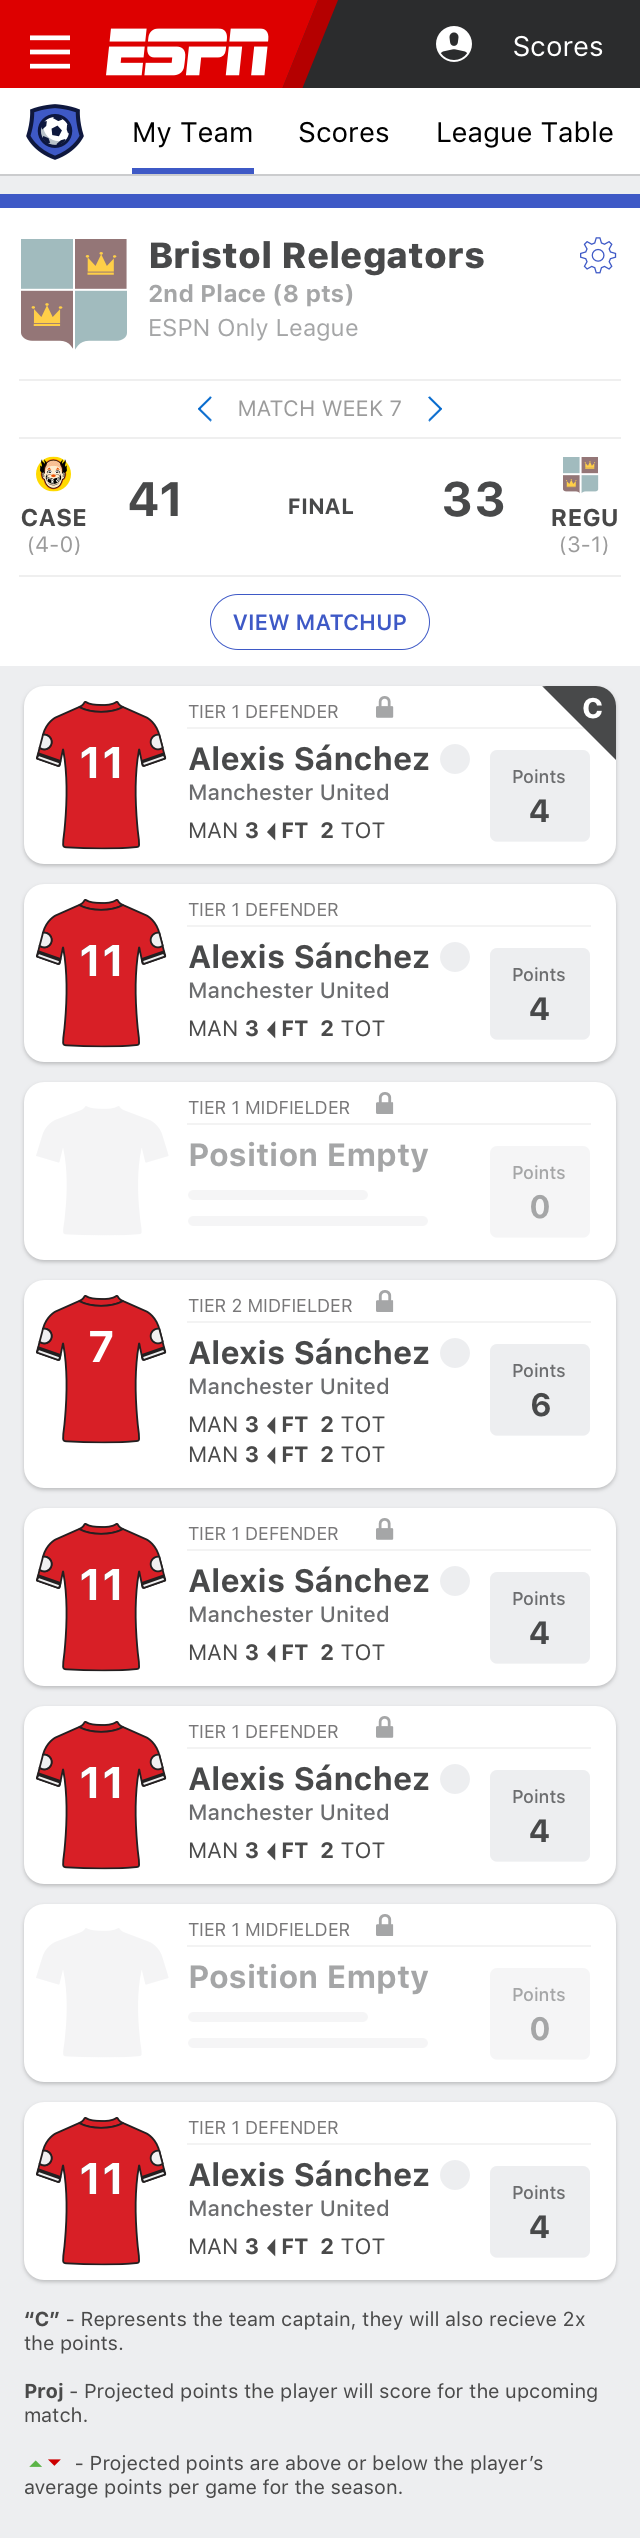 ESPN
Scores
My Team Scores League Table
Bristol Relegators
2nd Place (8 pts)
ESPN Only League
MATCH WEEK 7
CASE
(4-0)
41
FINAL
33
REGU
(3-1)
VIEW MATCHUP
11
TIER 1 DEFENDER
C
Alexis Sánchez
Manchester United
MAN 3 FT 2 TOT
Points
4
11
TIER 1 DEFENDER
Alexis Sánchez
Manchester United
MAN 3 FT 2 TOT
Points
4
TIER 1 MIDFIELDER
Position Empty
Points
0
7
TIER 2 MIDFIELDER
Alexis Sánchez
Manchester United
MAN 3 FT 2 TOT
MAN 3 FT 2 TOT
Points
6
11
TIER 1 DEFENDER
Alexis Sánchez
Manchester United
MAN 3 FT 2 TOT
Points
4
11
TIER 1 DEFENDER
Alexis Sánchez
Manchester United
MAN 3 FT 2 TOT
Points
4
TIER 1 MIDFIELDER
Position Empty
Points
0
11
TIER 1 DEFENDER
Alexis Sánchez
Manchester United
MAN 3 FT 2 TOT
Points
4
“C” - Represents the team captain, they will also recieve 2x
the points.
Proj - Projected points the player will score for the upcoming
match.
- Projected points are above or below the player’s
average points per game for the season.